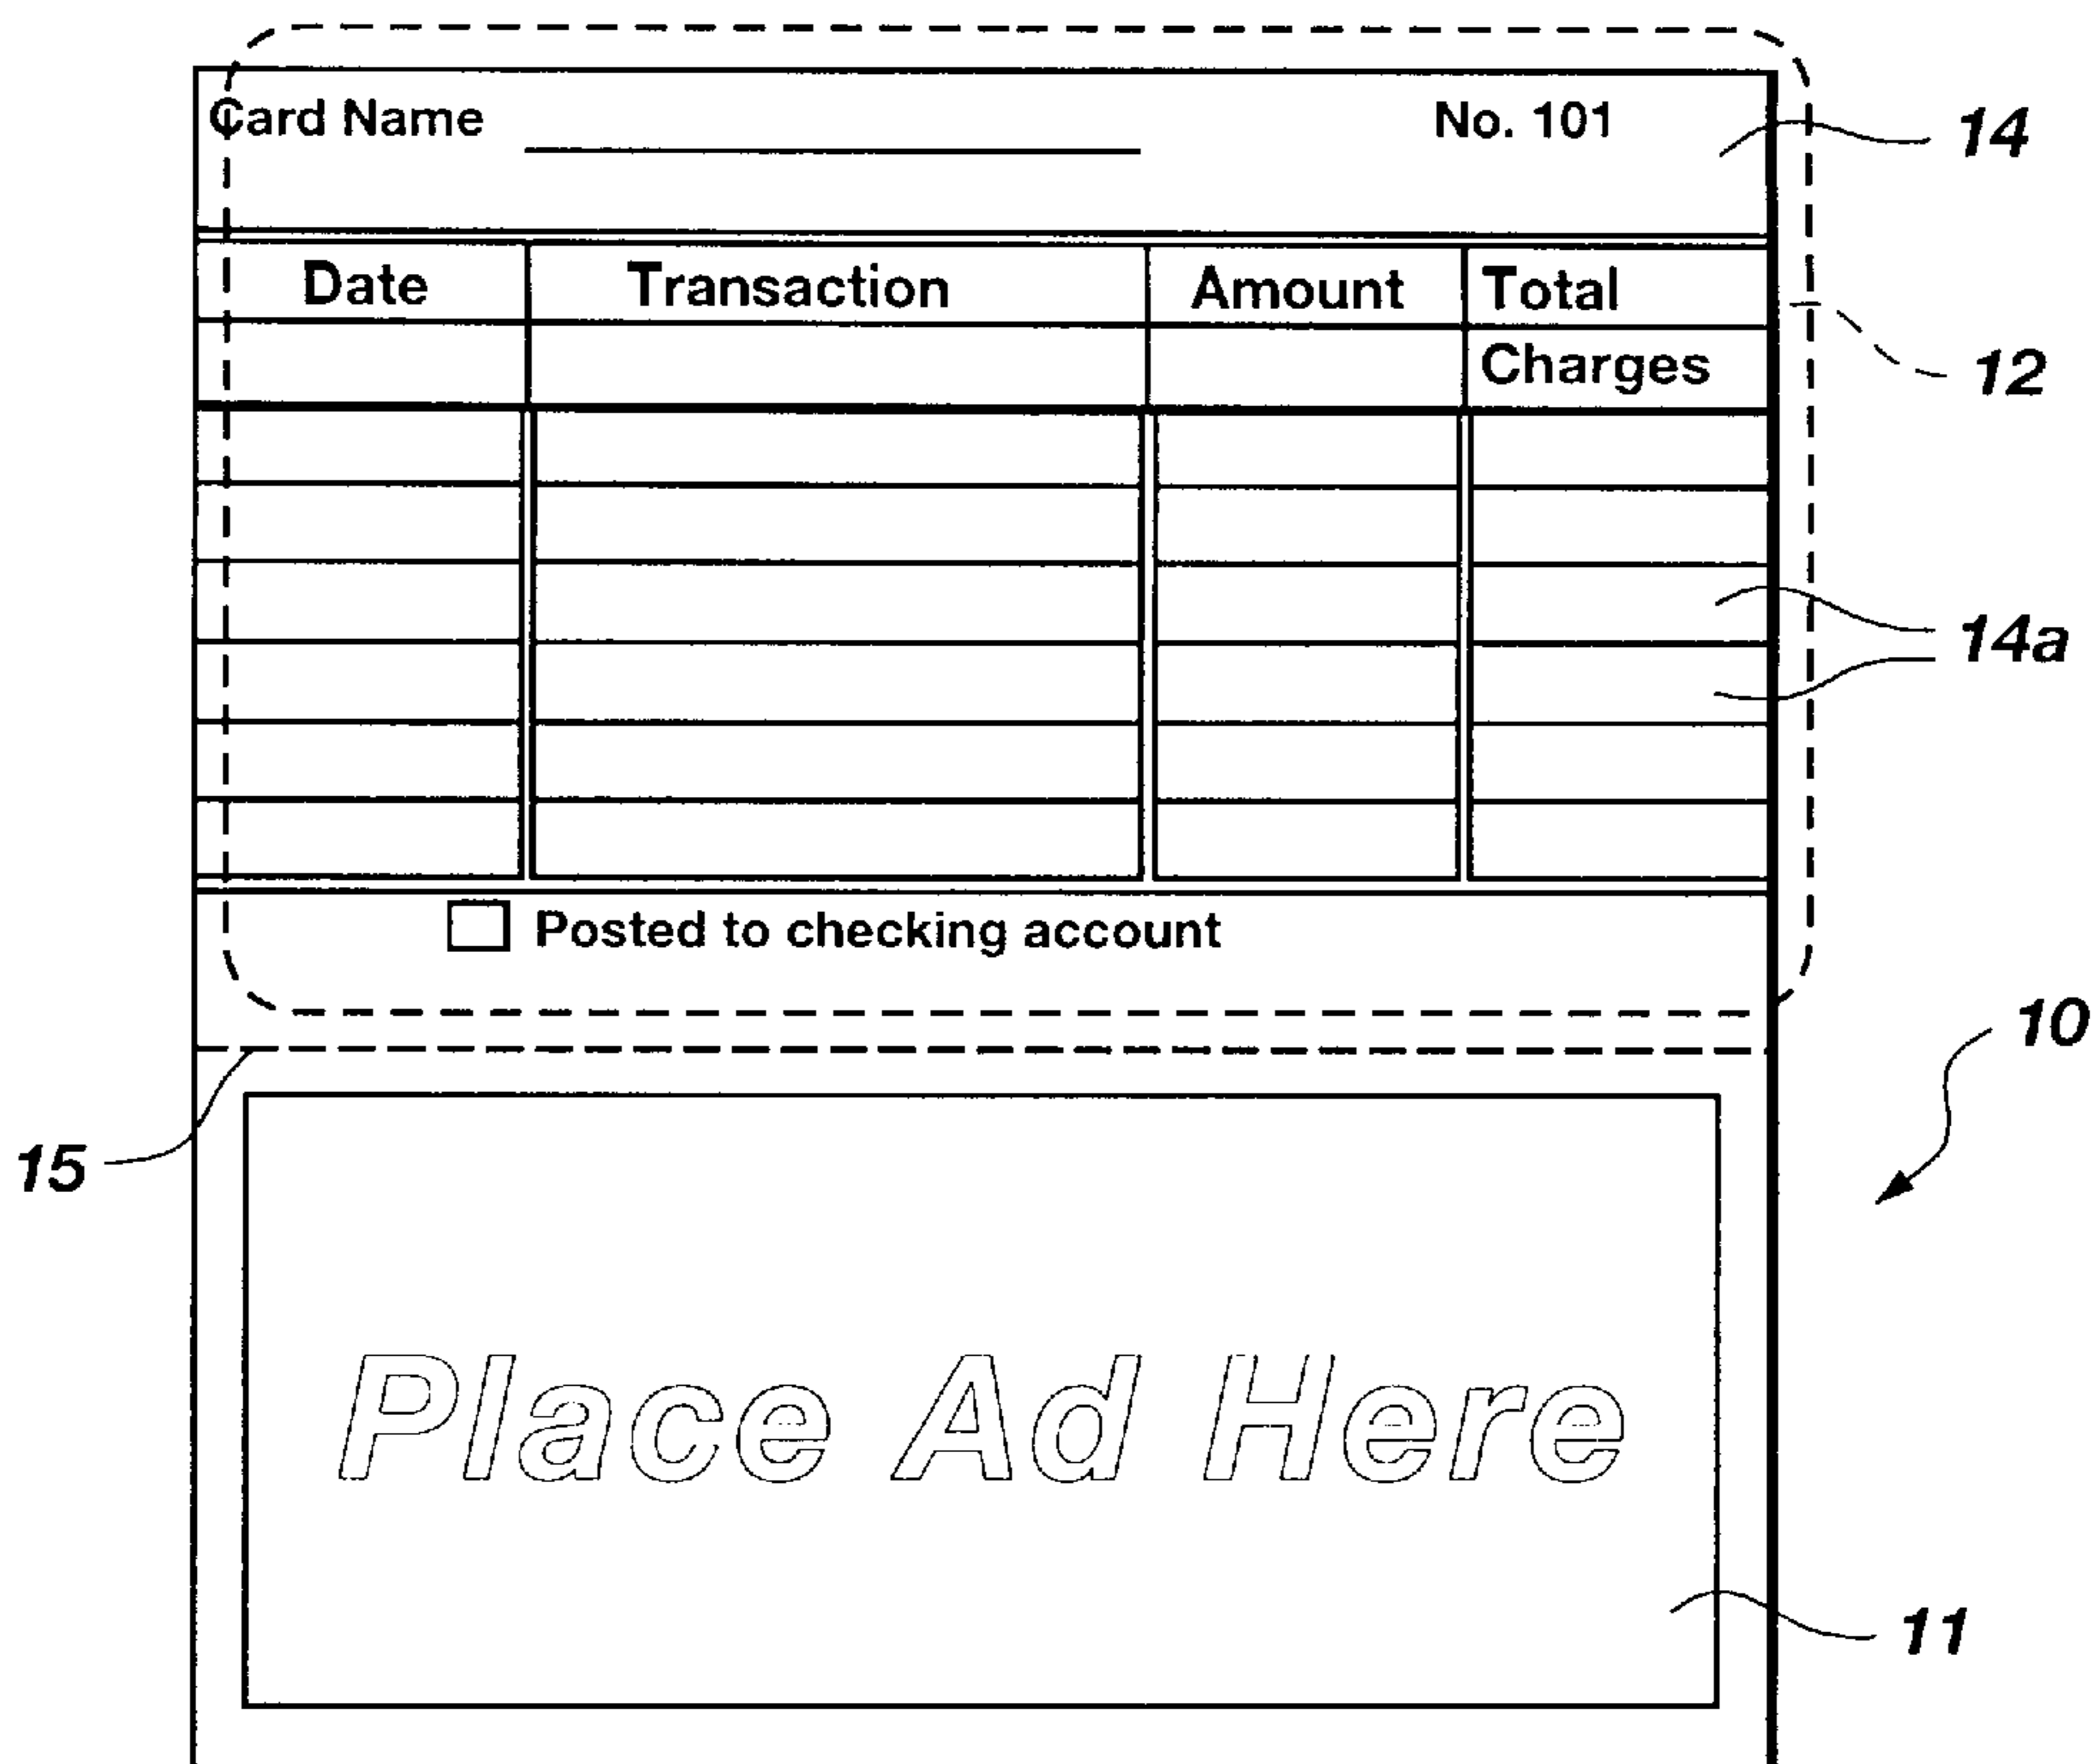 Card Name No. 101
14
Date Transaction Amount Total
Charges
12
14a
Posted to checking account
10
15
Place Ad Here
11